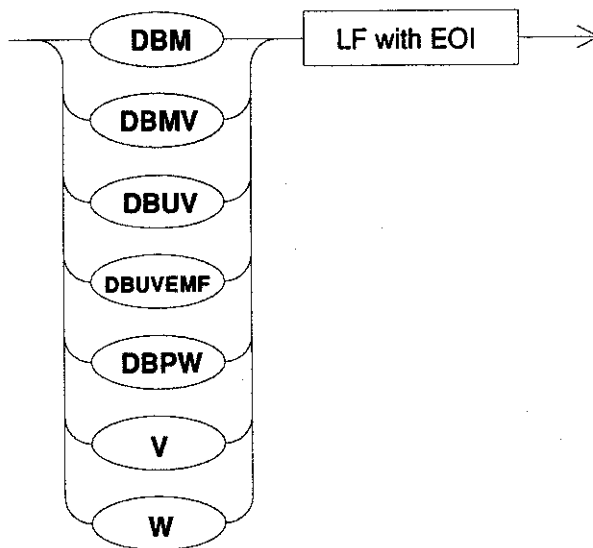 DBM
LF with EOI
DBMV
DBUV
DBUVEMF
DBPW
V
W